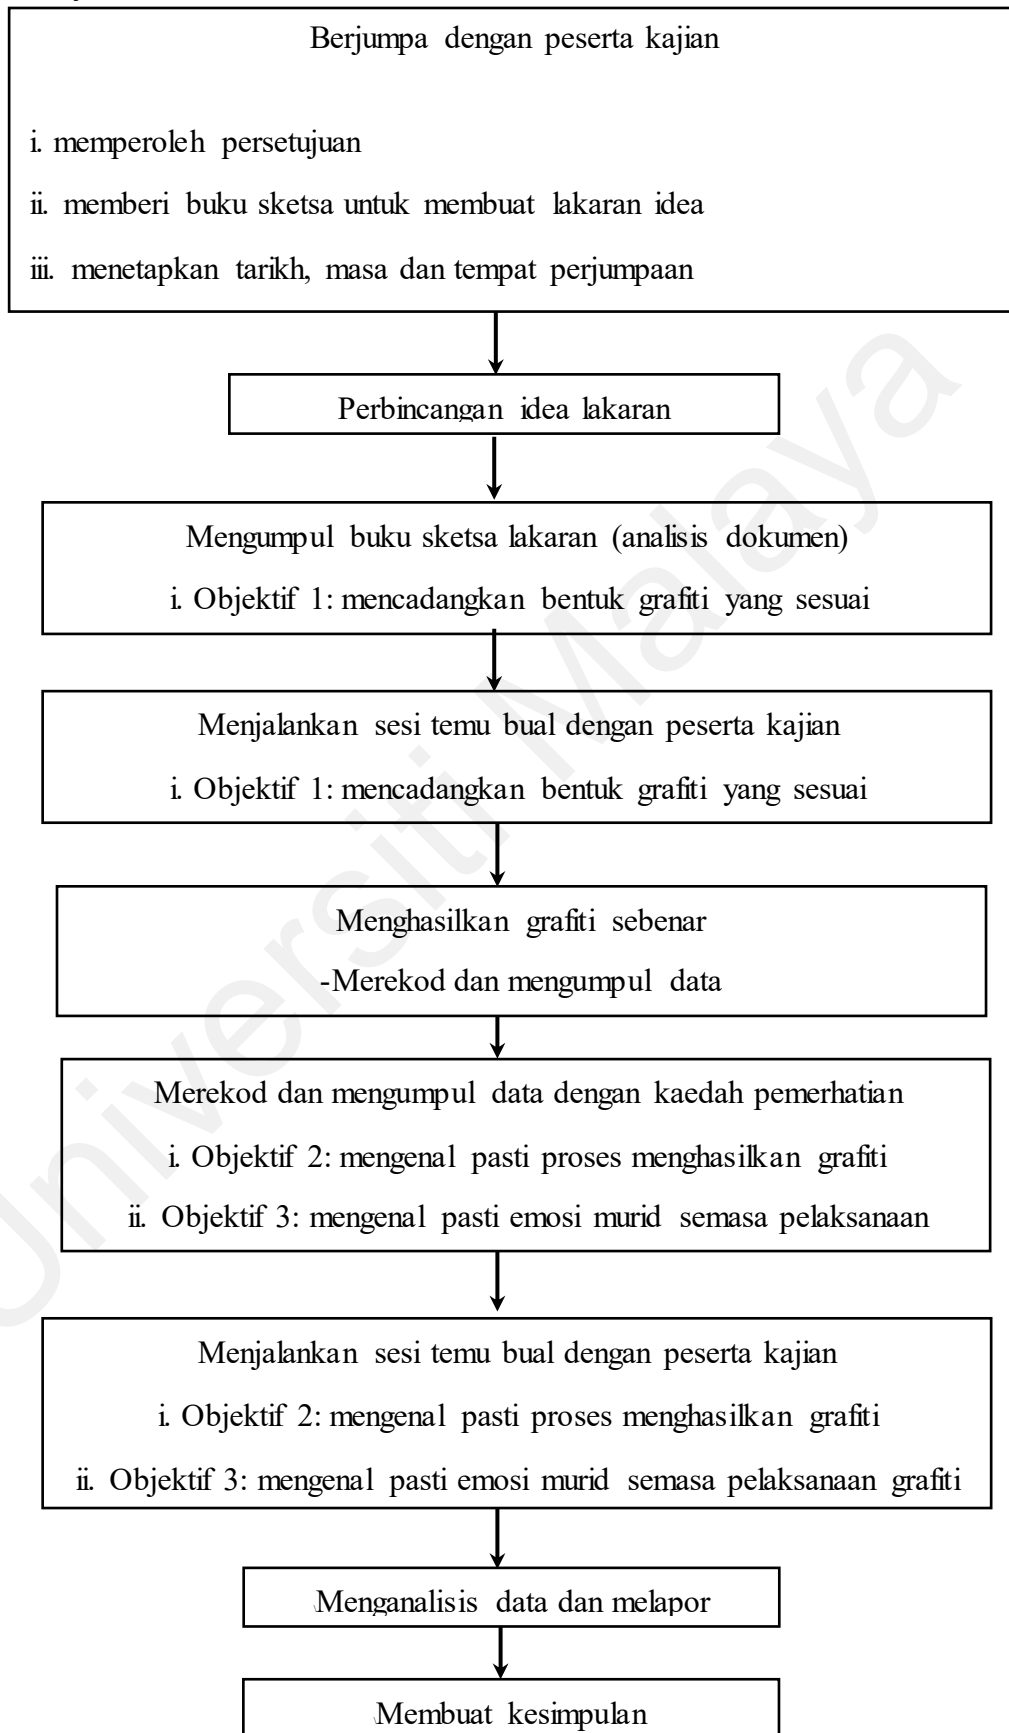 Berjumpa dengan peserta kajian
i. memperoleh persetujuan
ii. memberi buku sketsa untuk membuat lakaran idea
iii. menetapkan tarikh, masa dan tempat perjumpaan
Perbincangan idea lakaran
Mengumpul buku sketsa lakaran (analisis dokumen)
i. Objektif 1: mencadangkan bentuk grafiti yang sesuai
Menjalankan sesi temu bual dengan peserta kajian
i. Objektif 1: mencadangkan bentuk grafiti yang sesuai
Menghasilkan grafiti sebenar
-Merekod dan mengumpul data
Merekod dan mengumpul data dengan kaedah pemerhatian
i. Objektif 2: mengenal pasti proses menghasilkan grafiti
ii. Objektif 3: mengenal pasti emosi murid semasa pelaksanaan
Menjalankan sesi temu bual dengan peserta kajian
i. Objektif 2: mengenal pasti proses menghasilkan grafiti
ii. Objektif 3: mengenal pasti emosi murid semasa pelaksanaan grafiti
Menganalisis data dan melapor
Membuat kesimpulan
Universiti Malaya